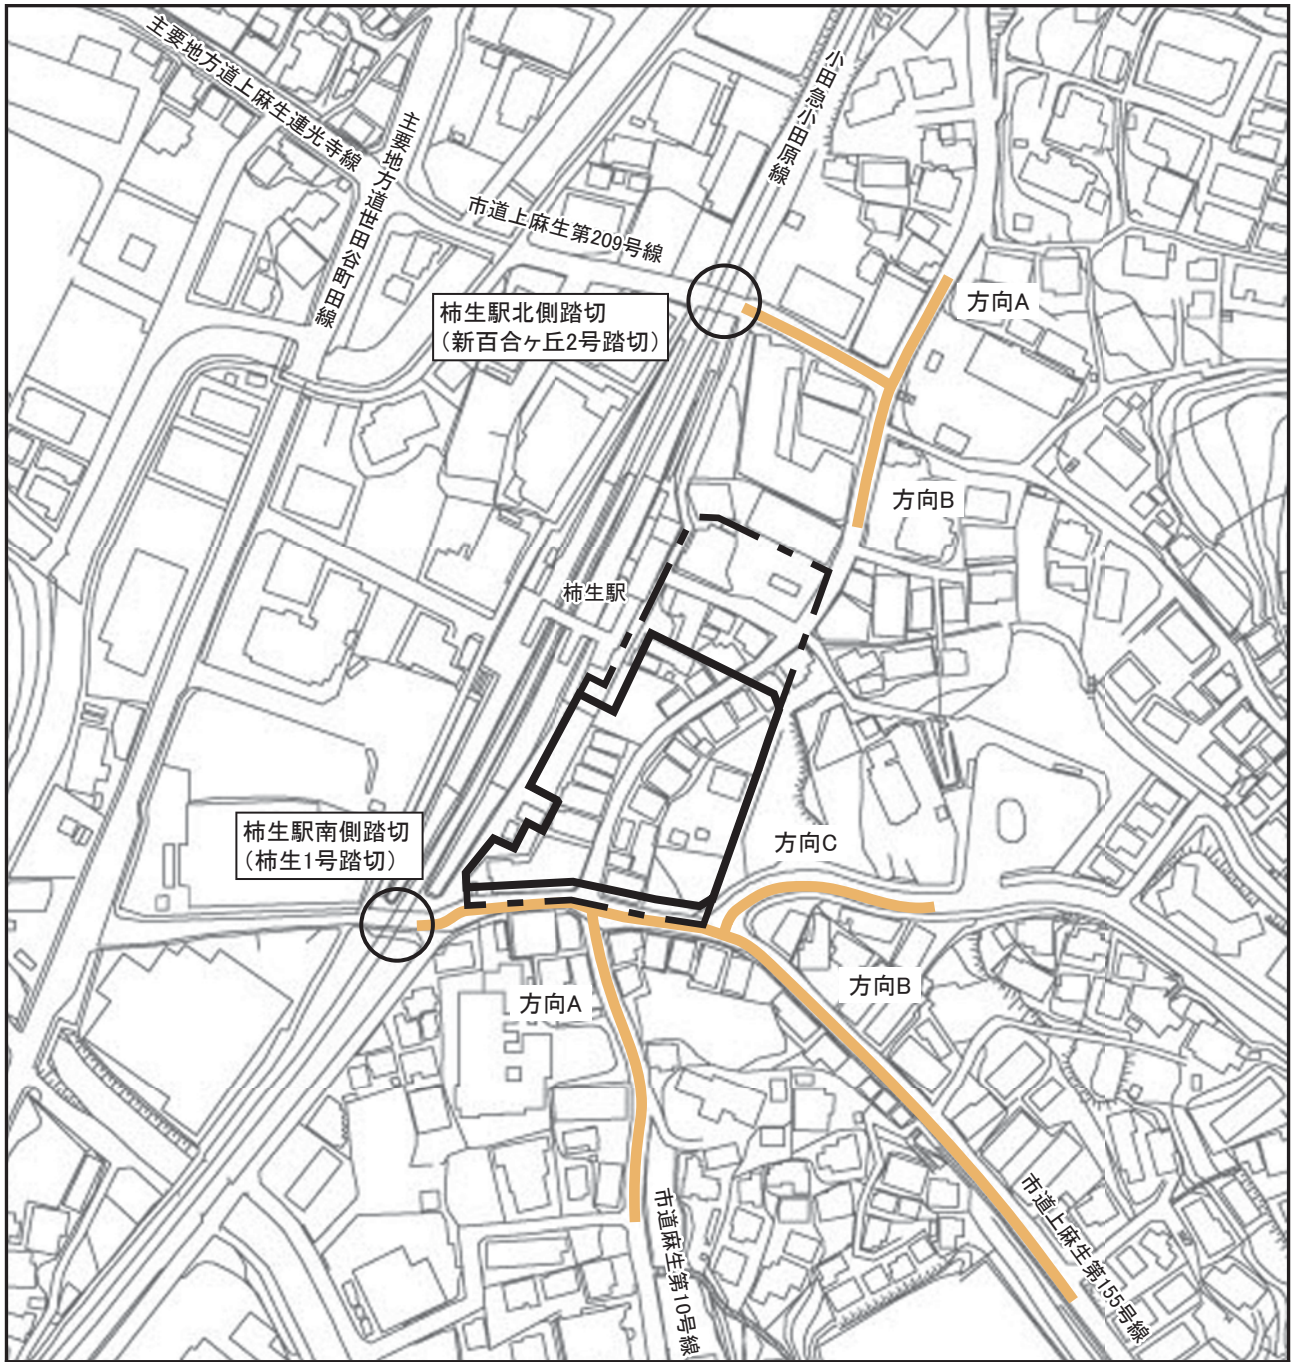 主要地方道上麻生連光寺線
主要地方道世田谷町田線
小田急小田原線
市道上麻生第209号線
柿生駅北側踏切
（新百合ヶ丘2号踏切）
方向A
方向B
柿生駅
柿生駅南側踏切
（柿生1号踏切）
方向C
方向B
方向A
市道麻生第10号線
市道上麻生第155号線